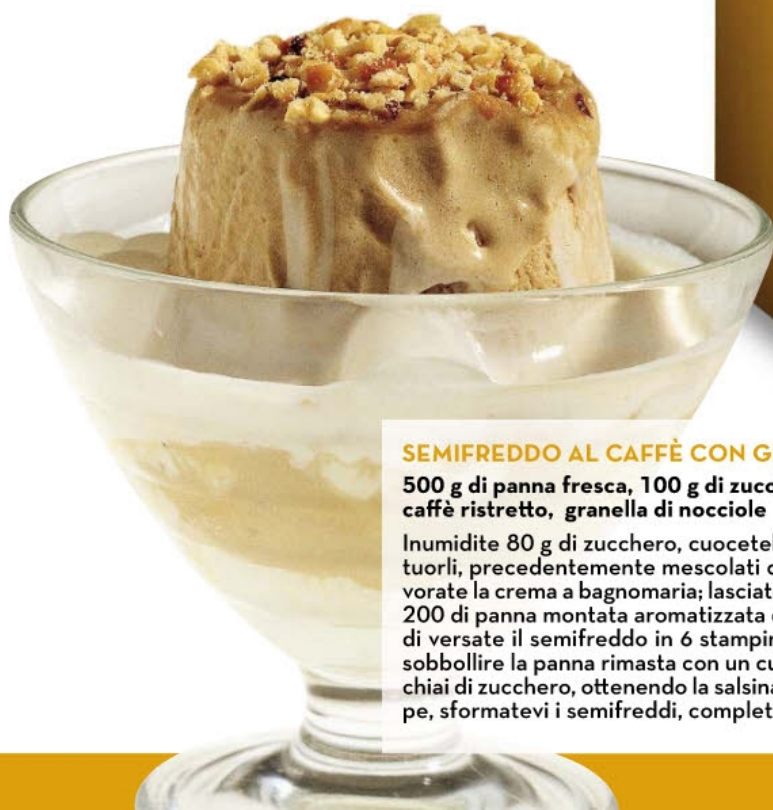 SEMIFREDDO AL CAFFÈ CON G
500 g di panna fresca, 100 g di zucc
caffè ristretto, granella di nocciole
Inumidite 80 g di zucchero, cuocetel
tuorli, precedentemente mescolati c
vorate la crema a bagnomaria; lasciat
200 di panna montata aromatizzata
di versate il semifreddo in 6 stampin
sobbollire la panna rimasta con un cu
chiai di zucchero, ottenendo la salsina
pe, sformatevi i semifreddi, complet